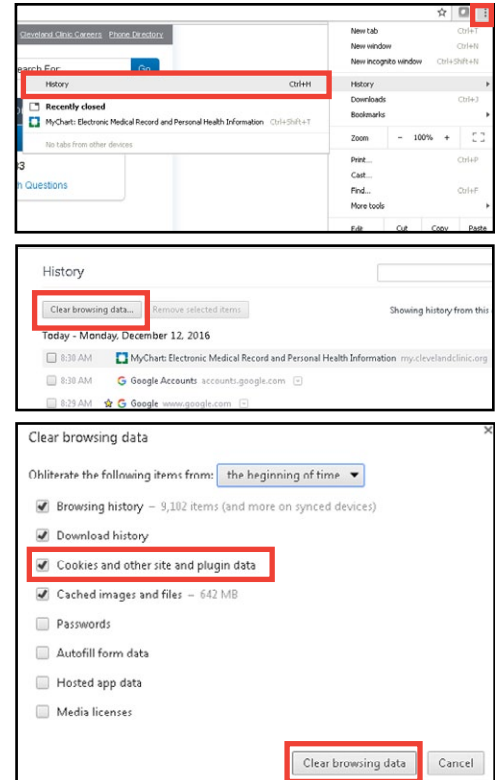 New tab Ctrl+T
Cleveland Clinic Careers Phone Directory
New window Ctrl+N
New incognito window Ctrl+Shift+N
Search For: Go
History Ctrl+H
History
Recently closed
Downloads Ctrl+J
MyChart: Electronic Medical Record and Personal Health Information Ctrl+Shift+T
Bookmarks
No tabs from other devices
Zoom - 100% +
Print... Ctrl+P
Cast...
Questions
Find... Ctrl+F
More tools
Edit Cut Copy Paste
History
Clear browsing data... Remove selected items Showing history from this
Today - Monday, December 12, 2016
8:30 AM MyChart: Electronic Medical Record and Personal Health Information my.clevelandclinic.org
8:30 AM Google Accounts accounts.google.com
8:29 AM Google www.google.com
Clear browsing data
Obliterate the following items from: the beginning of time
Browsing history – 9,102 items (and more on synced devices)
Download history
Cookies and other site and plugin data
Cached images and files – 642 MB
Passwords
Autofill form data
Hosted app data
Media licenses
Clear browsing data Cancel